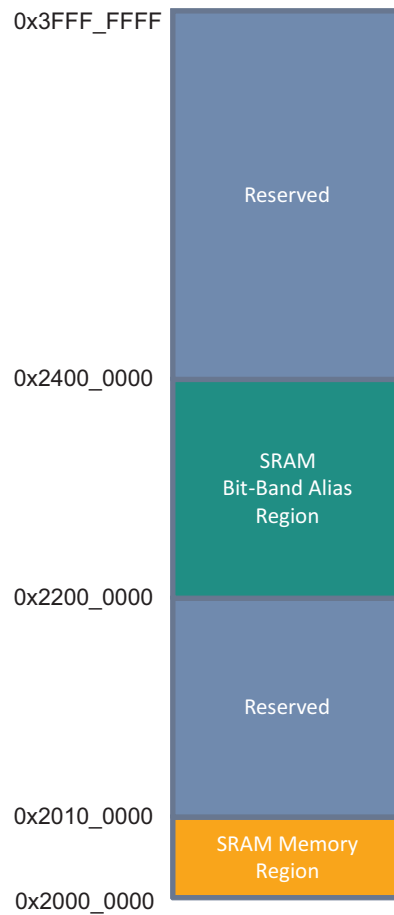 0x3FFF_FFFF
Reserved
0x2400_0000
SRAM
Bit-Band Alias
Region
0x2200_0000
Reserved
0x2010_0000
SRAM Memory
Region
0x2000_0000